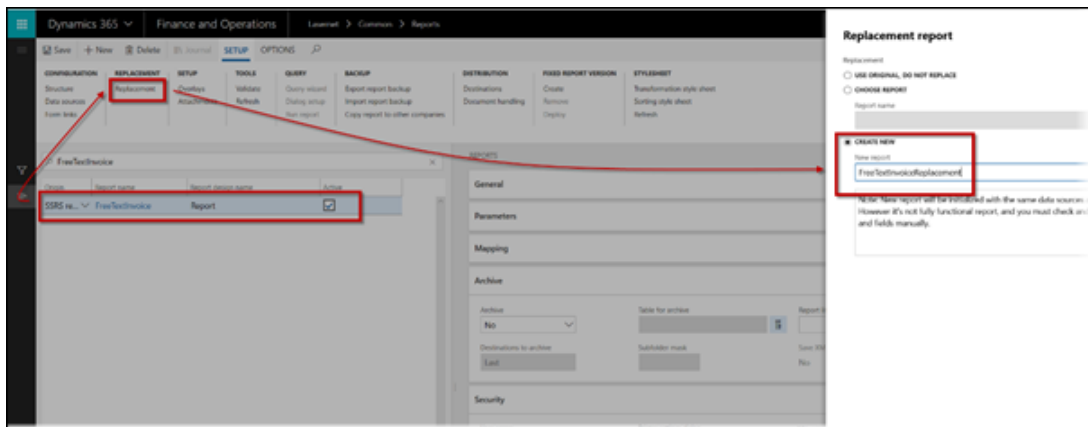 Dynamics 365 Finance and Operations Lasernet > Common > Reports
Save + New Delete Journal SETUP OPTIONS
CONFIGURATION REPLACEMENT SETUP TOOLS QUERY BACKUP DISTRIBUTION FIXED REPORT VERSION STYLESHEET
Structure Replacement Overlays Validate Query wizard Export report backup Destinations Create Transformation style sheet
Data sources Attachments Refresh Dialog setup Import report backup Document handling Remove Sorting style sheet
Form links Run report Copy report to other companies Deploy Refresh
FreeTextInvoice
REPORTS
Origin Report name Report design name Active
SSRS re... FreeTextInvoice Report
General
Parameters
Mapping
Archive
Archive Table for archive
No
Destinations to archive Subfolder mask
Last No
Security
Replacement report
Replacement
USE ORIGINAL, DO NOT REPLACE
CHOOSE REPORT
Report name
CREATE NEW
New report
FreeTextInvoiceReplacement
Note: New report will be initialized with the same data sources
However it's not fully functional report, and you must check
and fields manually.